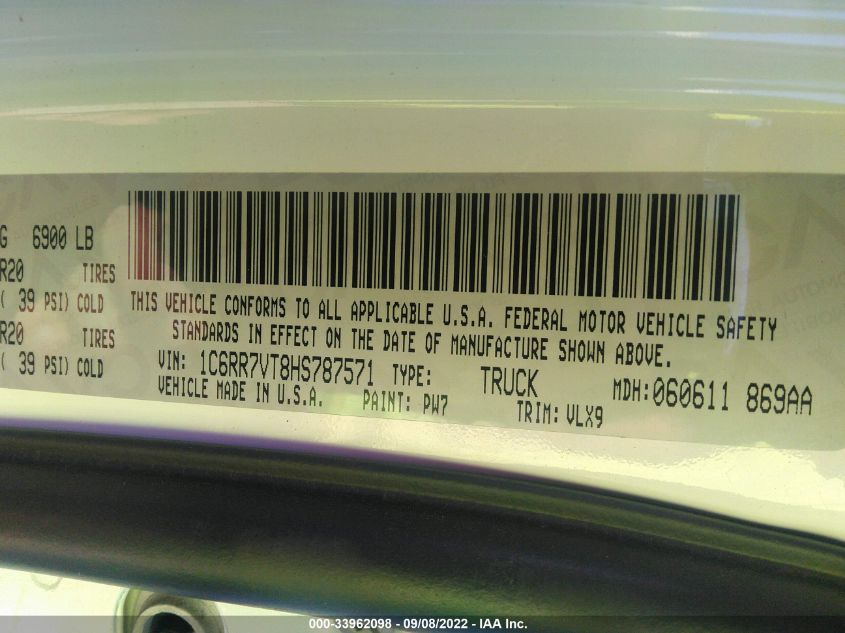 G 6900 LB
R20 TIRES
( 39 PSI) COLD
R20 TIRES
( 39 PSI) COLD
THIS VEHICLE CONFORMS TO ALL APPLICABLE U.S.A. FEDERAL MOTOR VEHICLE SAFETY
STANDARDS IN EFFECT ON THE DATE OF MANUFACTURE SHOWN ABOVE.
VIN: 1C6RR7VT8HS787571 TYPE: TRUCK MDH:060611 869AA
VEHICLE MADE IN U.S.A. PAINT: PW7 TRIM: VLX9
000-33962098 - 09/08/2022 - IAA Inc.